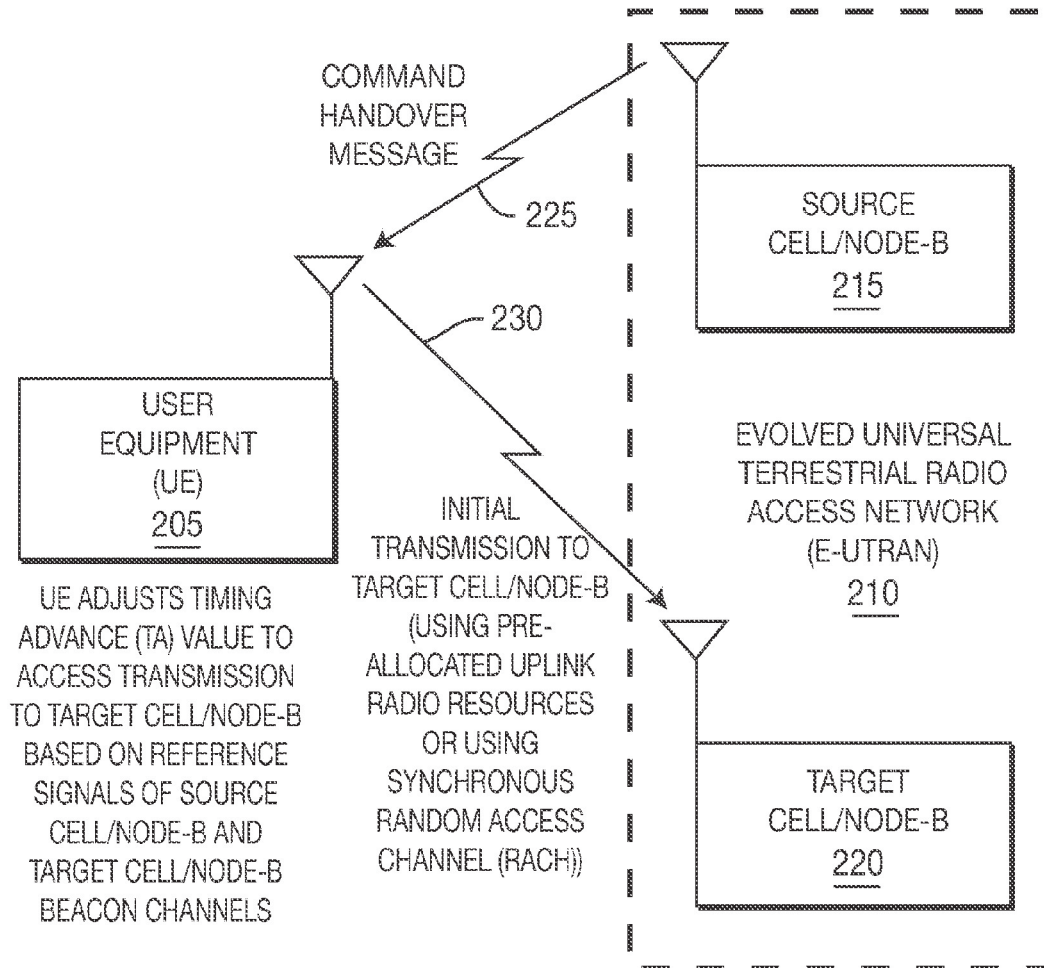 COMMAND
HANDOVER
MESSAGE
225
SOURCE
CELL/NODE-B
215
230
USER
EQUIPMENT
(UE)
205
EVOLVED UNIVERSAL
TERRESTRIAL RADIO
ACCESS NETWORK
(E-UTRAN)
210
UE ADJUSTS TIMING
ADVANCE (TA) VALUE TO
ACCESS TRANSMISSION
TO TARGET CELL/NODE-B
BASED ON REFERENCE
SIGNALS OF SOURCE
CELL/NODE-B AND
TARGET CELL/NODE-B
BEACON CHANNELS
INITIAL
TRANSMISSION TO
TARGET CELL/NODE-B
(USING PRE-
ALLOCATED UPLINK
RADIO RESOURCES
OR USING
SYNCHRONOUS
RANDOM ACCESS
CHANNEL (RACH))
TARGET
CELL/NODE-B
220